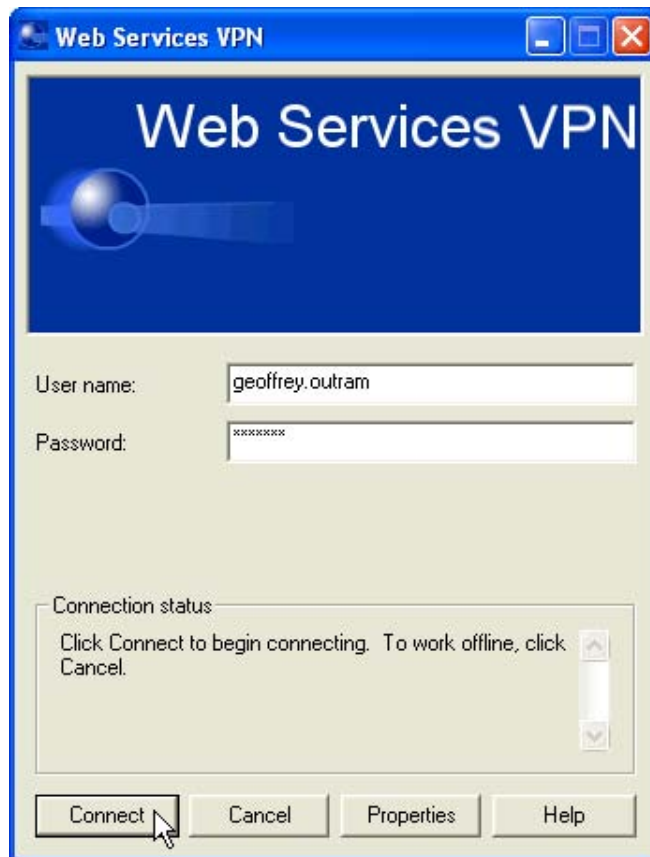 Web Services VPN
Web Services VPN
User name:
geoffrey.outram
Password:
*******
Connection status
Click Connect to begin connecting.  To work offline, click
Cancel.
Connect
Cancel
Properties
Help